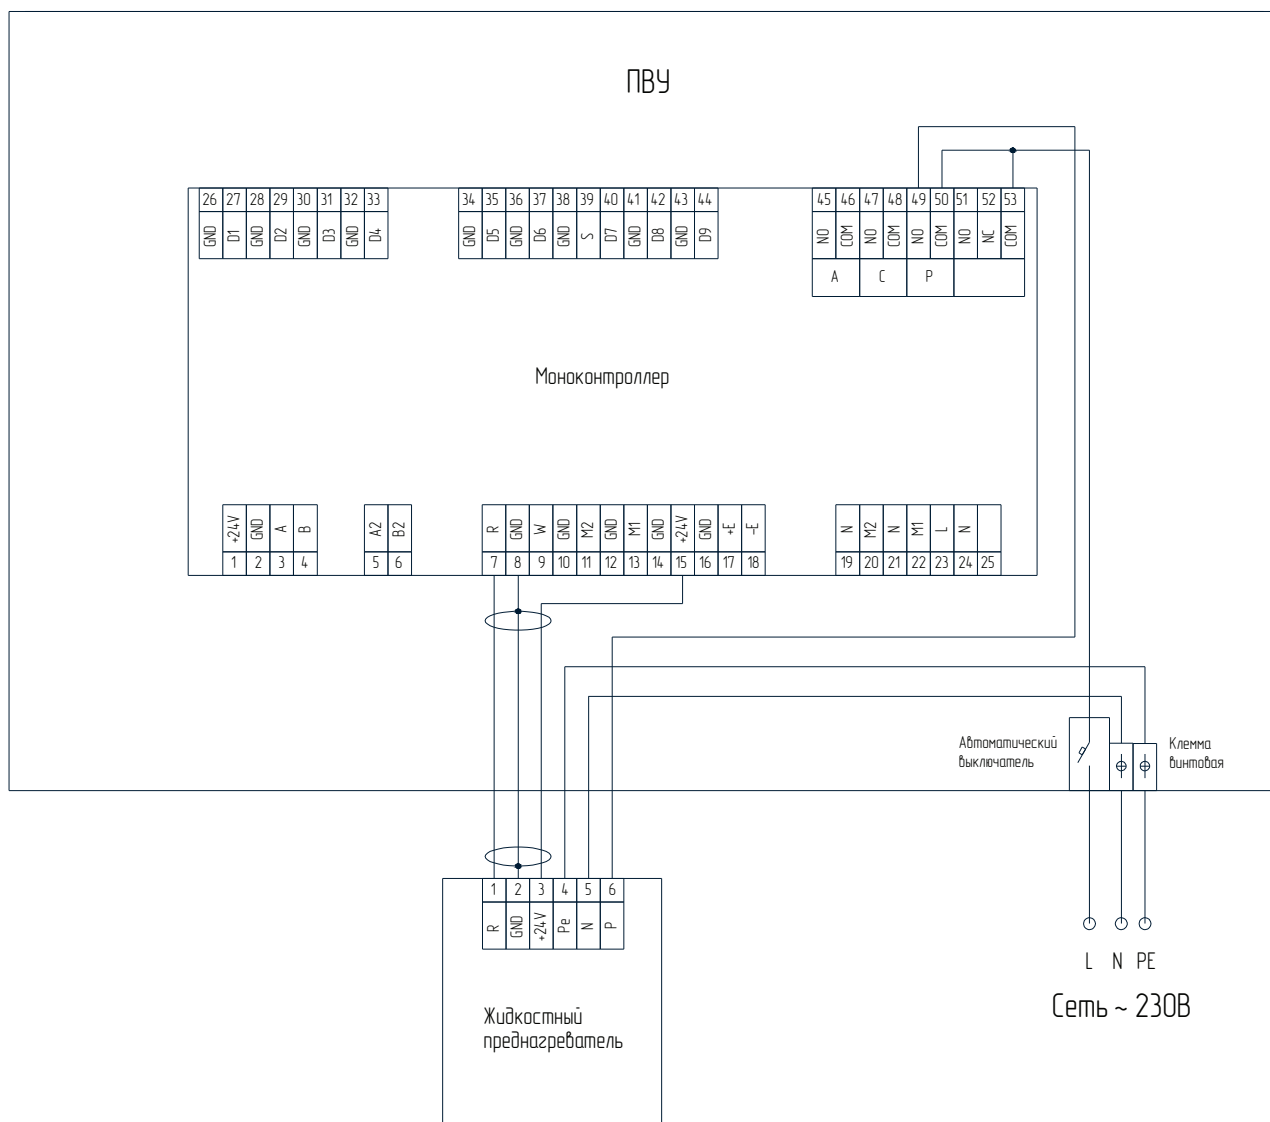 ПВУ
26 27 28 29 30 31 32 33
GND D1 GND D2 GND D3 GND D4
34 35 36 37 38 39 40 41 42 43 44
GND D5 GND D6 GND S D7 GND D8 GND D9
45 46 47 48 49 50 51 52 53
NO COM NO COM NO COM NO NC COM
A C P
Моноконтроллер
+24V GND A B
1 2 3 4
A2 B2
5 6
R GND W GND M2 GND M1 GND +24V GND +E -E
7 8 9 10 11 12 13 14 15 16 17 18
N M2 N M1 L N
19 20 21 22 23 24 25
Автоматический
выключатель
Клемма
винтовая
1 2 3 4 5 6
R GND +24V Pe N P
Жидкостный
преднагреватель
L N PE
Сеть ~ 230В